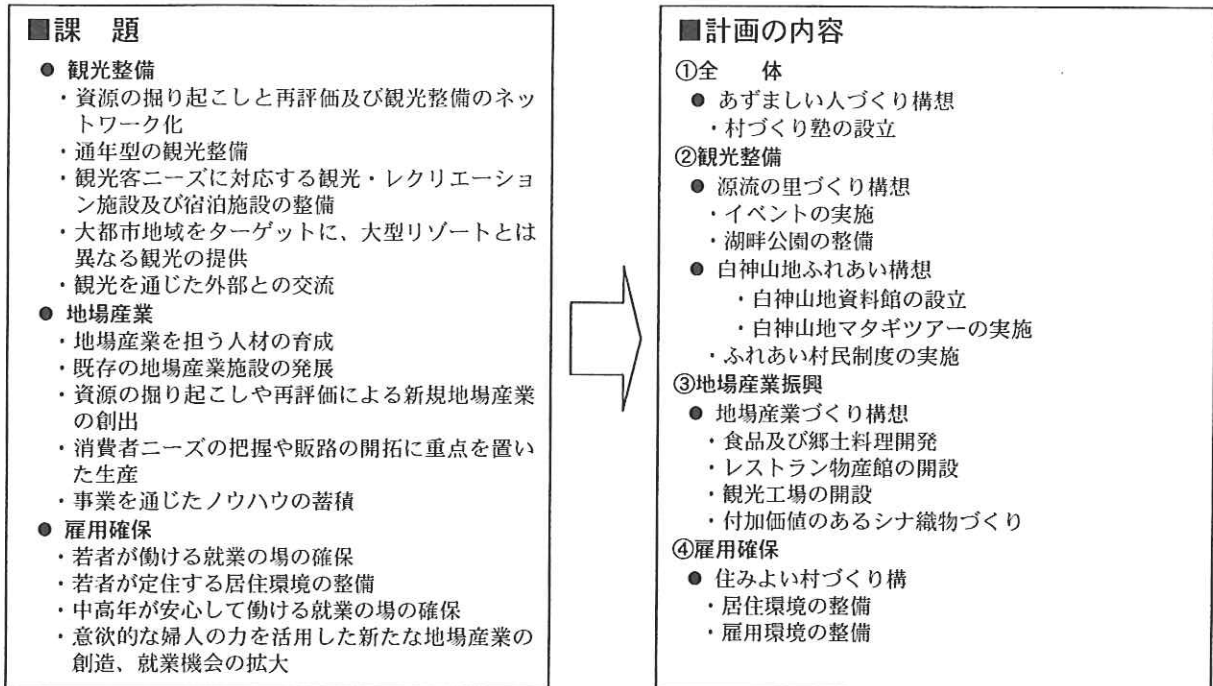 ■課　題
● 観光整備
・資源の掘り起こしと再評価及び観光整備のネッ
トワーク化
・通年型の観光整備
・観光客ニーズに対応する観光・レクリエーショ
ン施設及び宿泊施設の整備
・大都市地域をターゲットに、大型リゾートとは
異なる観光の提供
・観光を通じた外部との交流
● 地場産業
・地場産業を担う人材の育成
・既存の地場産業施設の発展
・資源の掘り起こしや再評価による新規地場産業
の創出
・消費者ニーズの把握や販路の開拓に重点を置い
た生産
・事業を通じたノウハウの蓄積
● 雇用確保
・若者が働ける就業の場の確保
・若者が定住する居住環境の整備
・中高年が安心して働ける就業の場の確保
・意欲的な婦人の力を活用した新たな地場産業の
創造、就業機会の拡大
■計画の内容
①全　　体
● あずましい人づくり構想
・村づくり塾の設立
②観光整備
● 源流の里づくり構想
・イベントの実施
・湖畔公園の整備
● 白神山地ふれあい構想
・白神山地資料館の設立
・白神山地マタギツアーの実施
・ふれあい村民制度の実施
③地場産業振興
● 地場産業づくり構想
・食品及び郷土料理開発
・レストラン物産館の開設
・観光工場の開設
・付加価値のあるシナ織物づくり
④雇用確保
● 住みよい村づくり構
・居住環境の整備
・雇用環境の整備